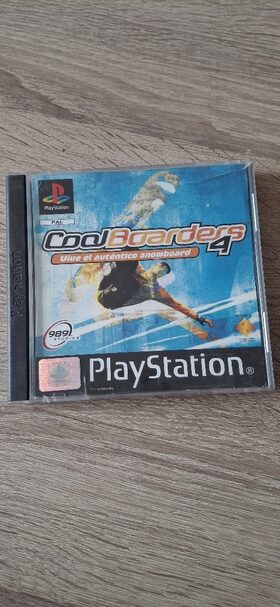 PlayStation
PAL
PlayStation
CoolBoarders 4
Vive el auténtico snowboard
989
STUDIOS
PlayStation®